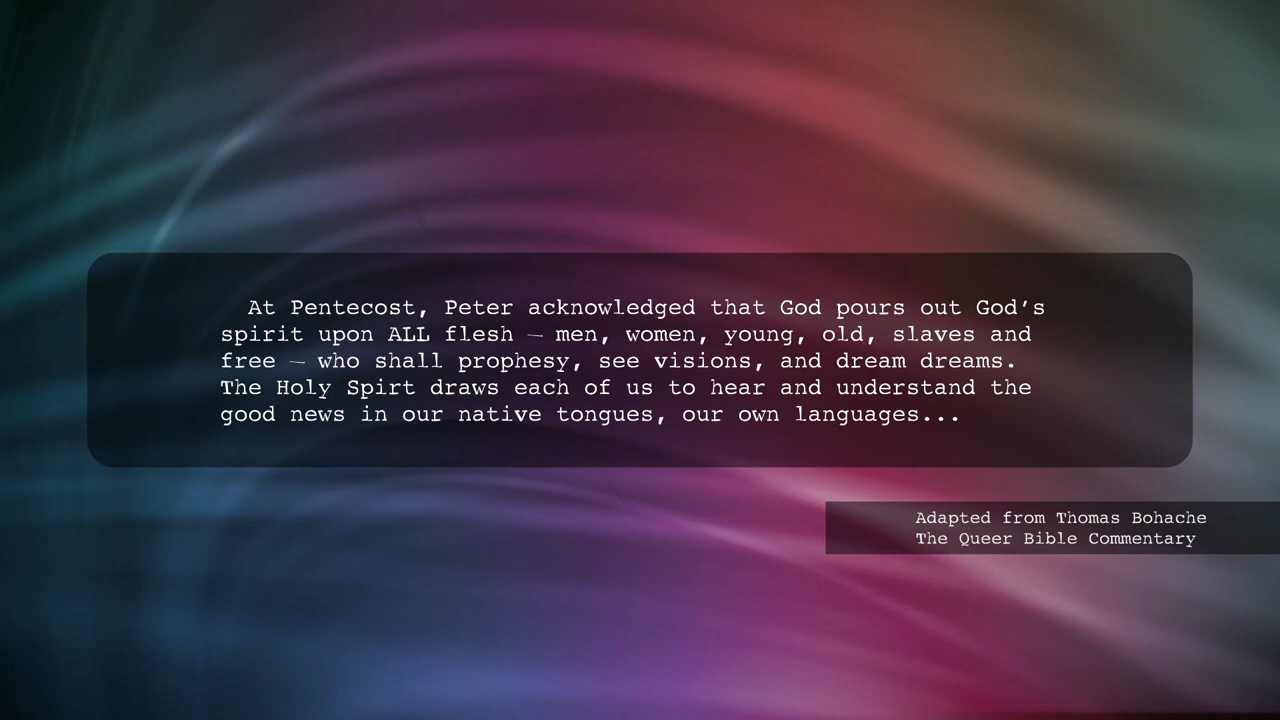 At Pentecost, Peter acknowledged that God pours out God's
spirit upon ALL flesh — men, women, young, old, slaves and
free — who shall prophesy, see visions, and dream dreams.
The Holy Spirt draws each of us to hear and understand the
good news in our native tongues, our own languages...
Adapted from Thomas Bohache
The Queer Bible Commentary